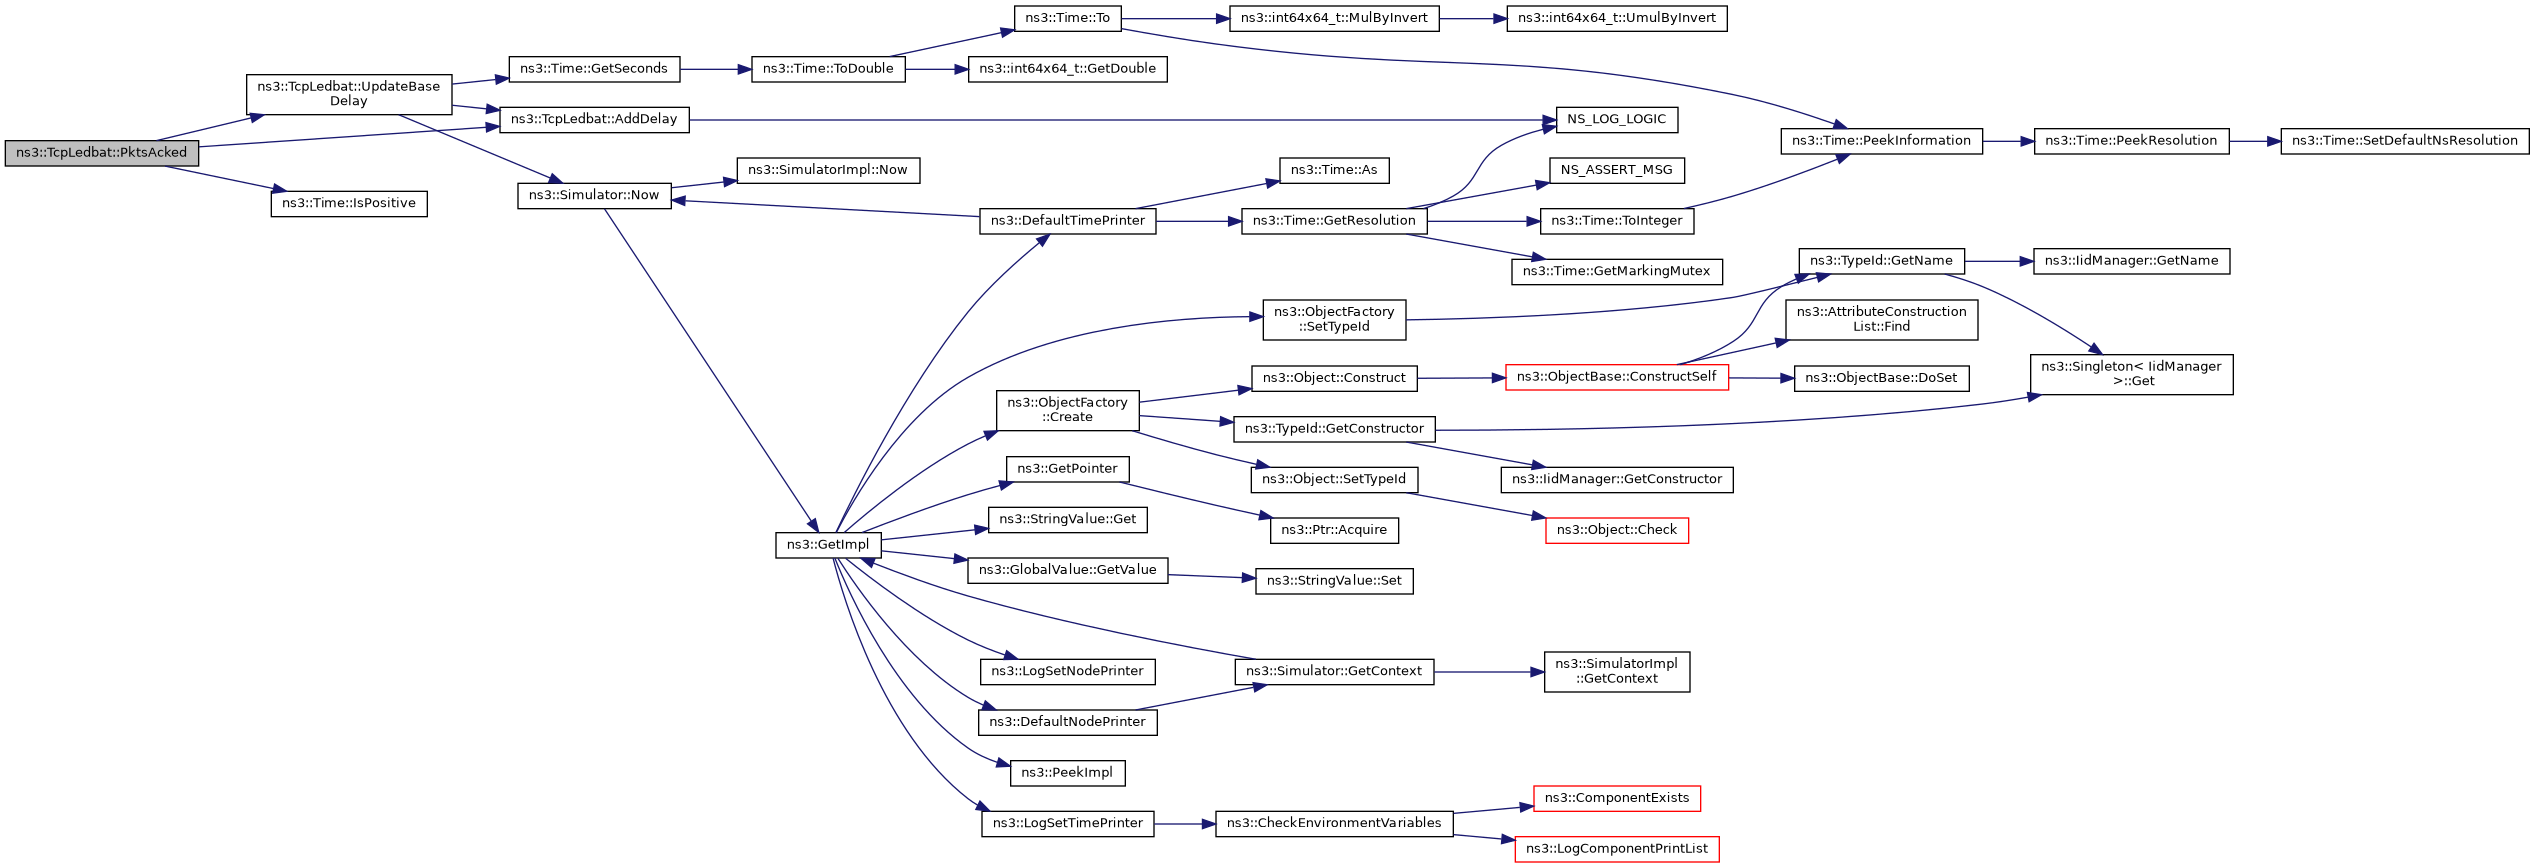 ns3::TcpLedbat::PktsAcked
ns3::TcpLedbat::UpdateBase
Delay
ns3::Time::IsPositive
ns3::Time::GetSeconds
ns3::TcpLedbat::AddDelay
ns3::Simulator::Now
ns3::Time::ToDouble
ns3::SimulatorImpl::Now
ns3::GetImpl
ns3::Time::To
ns3::int64x64_t::GetDouble
ns3::DefaultTimePrinter
ns3::ObjectFactory
::Create
ns3::GetPointer
ns3::StringValue::Get
ns3::GlobalValue::GetValue
ns3::LogSetNodePrinter
ns3::DefaultNodePrinter
ns3::PeekImpl
ns3::LogSetTimePrinter
ns3::int64x64_t::MulByInvert
ns3::Time::As
ns3::Time::GetResolution
ns3::ObjectFactory
::SetTypeId
ns3::Object::Construct
ns3::TypeId::GetConstructor
ns3::Object::SetTypeId
ns3::Ptr::Acquire
ns3::StringValue::Set
ns3::Simulator::GetContext
ns3::CheckEnvironmentVariables
ns3::int64x64_t::UmulByInvert
NS_LOG_LOGIC
NS_ASSERT_MSG
ns3::Time::ToInteger
ns3::Time::GetMarkingMutex
ns3::ObjectBase::ConstructSelf
ns3::IidManager::GetConstructor
ns3::Object::Check
ns3::SimulatorImpl
::GetContext
ns3::ComponentExists
ns3::LogComponentPrintList
ns3::Time::PeekInformation
ns3::TypeId::GetName
ns3::AttributeConstruction
List::Find
ns3::ObjectBase::DoSet
ns3::Time::PeekResolution
ns3::IidManager::GetName
ns3::Singleton< IidManager
>::Get
ns3::Time::SetDefaultNsResolution